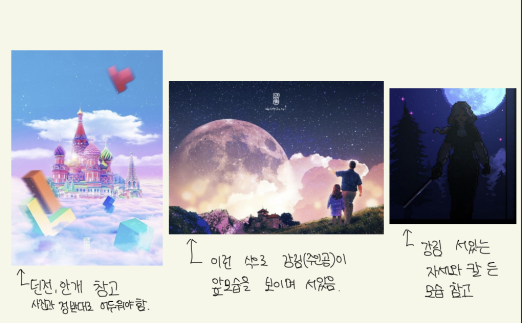 던전, 안개 참고
사진과 정반대로 어두워야함.
이런 식으로 강림(주인공)이
앞모습을 보이며 서있음.
강림 서있는
자세와 칼 든
모습 참고